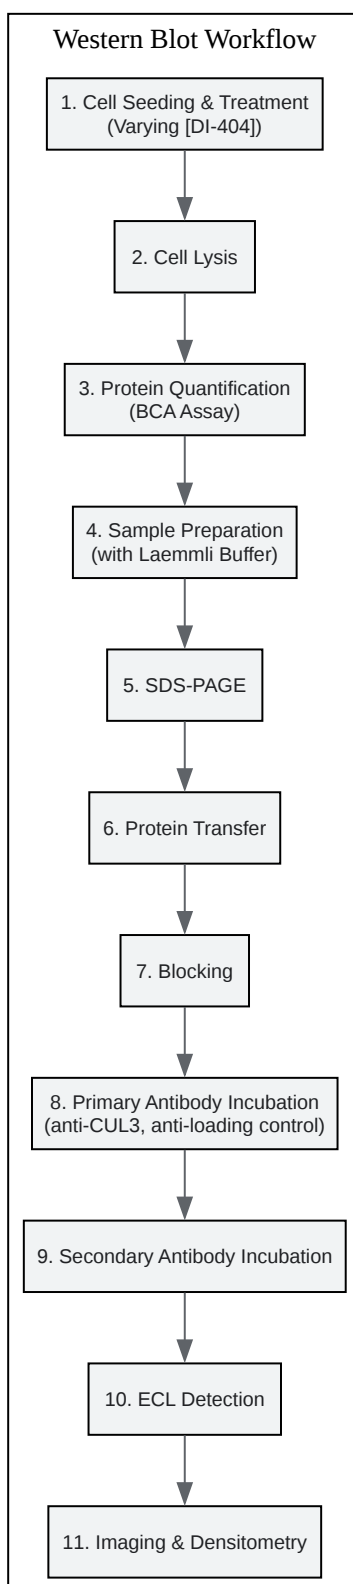 Western Blot Workflow
1. Cell Seeding & Treatment
(Varying [DI-404])
2. Cell Lysis
3. Protein Quantification
(BCA Assay)
4. Sample Preparation
(with Laemmli Buffer)
5. SDS-PAGE
6. Protein Transfer
7. Blocking
8. Primary Antibody Incubation
(anti-CUL3, anti-loading control)
9. Secondary Antibody Incubation
10. ECL Detection
11. Imaging & Densitometry